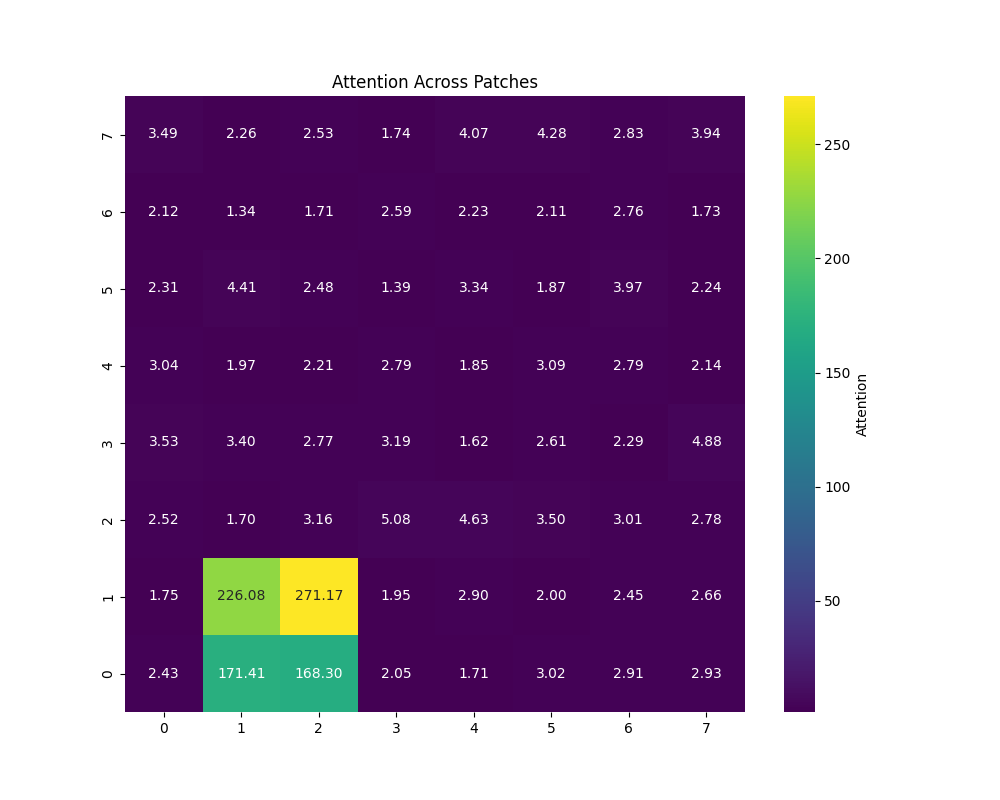 Attention Across Patches
7 3.49 2.26 2.53 1.74 4.07 4.28 2.83 3.94
6 2.12 1.34 1.71 2.59 2.23 2.11 2.76 1.73
5 2.31 4.41 2.48 1.39 3.34 1.87 3.97 2.24
4 3.04 1.97 2.21 2.79 1.85 3.09 2.79 2.14
3 3.53 3.40 2.77 3.19 1.62 2.61 2.29 4.88
2 2.52 1.70 3.16 5.08 4.63 3.50 3.01 2.78
1 1.75 226.08 271.17 1.95 2.90 2.00 2.45 2.66
0 2.43 171.41 168.30 2.05 1.71 3.02 2.91 2.93
0 1 2 3 4 5 6 7
250
200
150
100
50
Attention